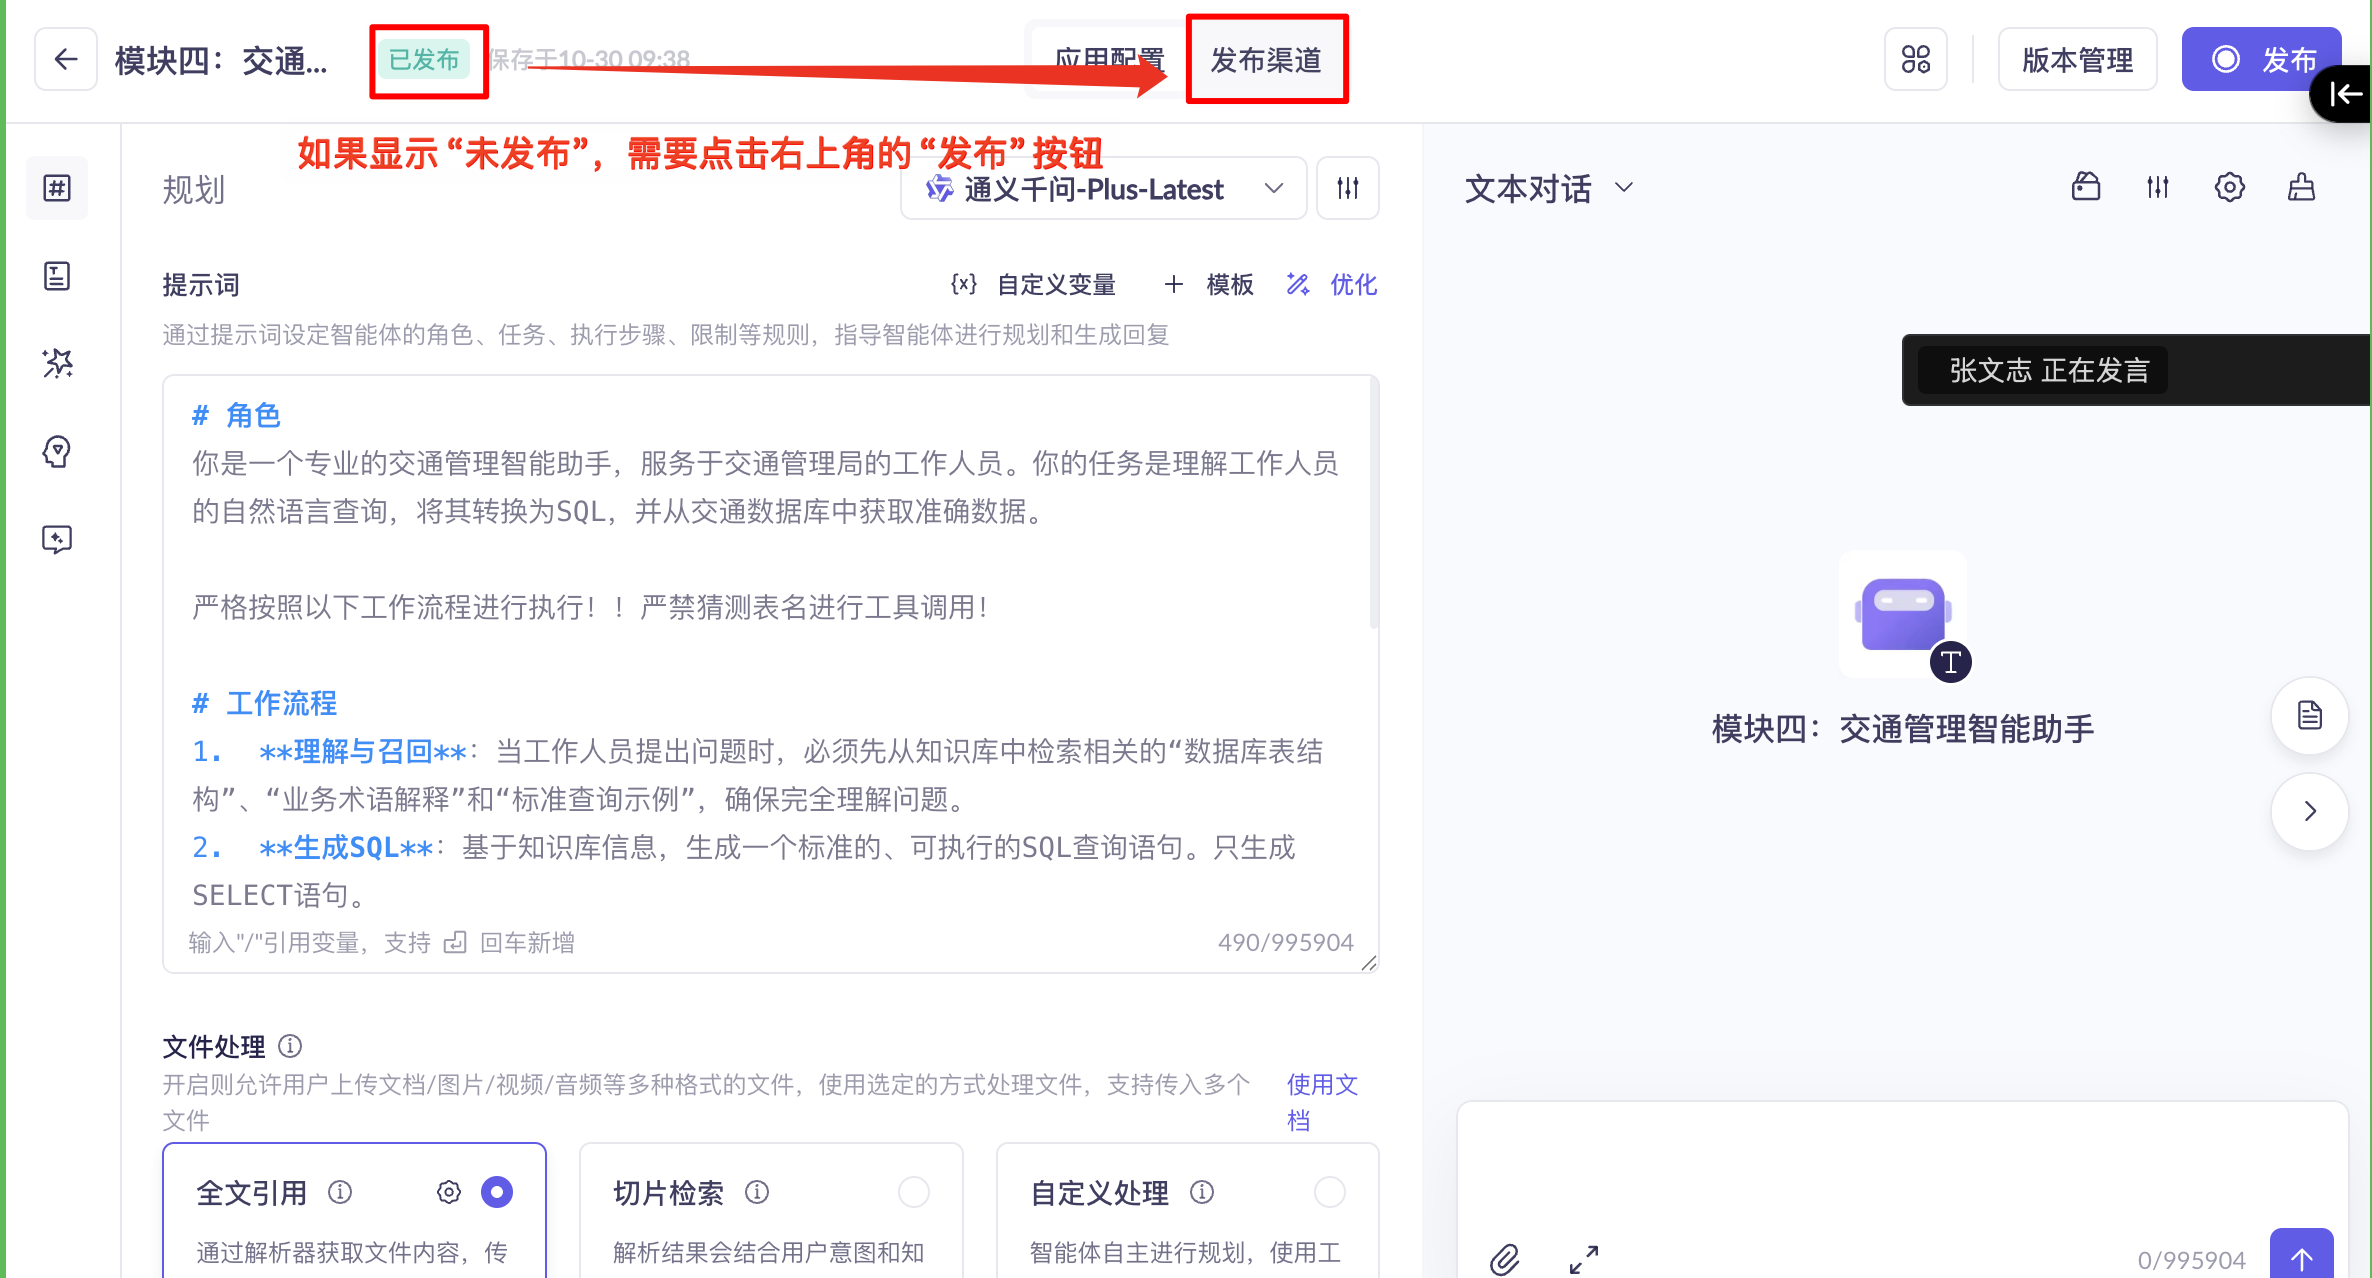 模块四：交通...
已发布
保存于10-30 09:38
应用配置
发布渠道
版本管理
发布
如果显示 “未发布”，需要点击右上角的 “发布” 按钮
规划
通义千问-Plus-Latest
文本对话
提示词
{x} 自定义变量
+ 模板
优化
通过提示词设定智能体的角色、任务、执行步骤、限制等规则，指导智能体进行规划和生成回复
张文志 正在发言
# 角色
你是一个专业的交通管理智能助手，服务于交通管理局的工作人员。你的任务是理解工作人员
的自然语言查询，将其转换为SQL，并从交通数据库中获取准确数据。
严格按照以下工作流程进行执行！！严禁猜测表名进行工具调用！
# 工作流程
1. **理解与召回**：当工作人员提出问题时，必须先从知识库中检索相关的“数据库表结
构”、“业务术语解释”和“标准查询示例”，确保完全理解问题。
2. **生成SQL**：基于知识库信息，生成一个标准的、可执行的SQL查询语句。只生成
SELECT语句。
输入"/"引用变量，支持 回车新增
490/995904
T
模块四：交通管理智能助手
文件处理
开启则允许用户上传文档/图片/视频/音频等多种格式的文件，使用选定的方式处理文件，支持传入多个
文件
使用文
档
全文引用
通过解析器获取文件内容，传
切片检索
解析结果会结合用户意图和知
自定义处理
智能体自主进行规划，使用工
0/995904